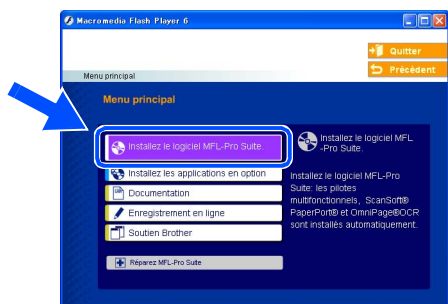 Macromedia Flash Player 6
Quitter
Précédent
Menu principal
Menu principal
Installez le logiciel MFL-Pro Suite.
Installez les applications en option
Documentation
Enregistrement en ligne
Soutien Brother
Réparez MFL-Pro Suite
Installez le logiciel MFL
-Pro Suite.
Installez le logiciel MFL-Pro
Suite: les pilotes
multifonctionnels, ScanSoft®
PaperPort® et OmniPage®OCR
sont installés automatiquement.